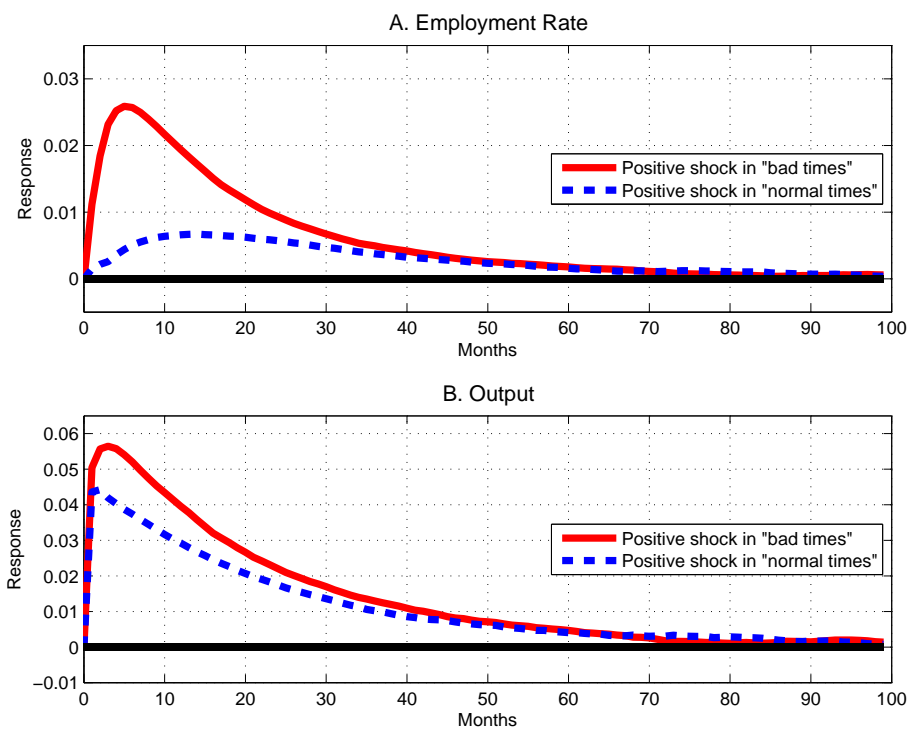 A. Employment Rate
0.03
0.02
0.01
0
Response
Positive shock in "bad times"
Positive shock in "normal times"
0 10 20 30 40 50 60 70 80 90 100
Months
B. Output
0.06
0.05
0.04
0.03
0.02
0.01
0
−0.01
Response
Positive shock in "bad times"
Positive shock in "normal times"
0 10 20 30 40 50 60 70 80 90 100
Months